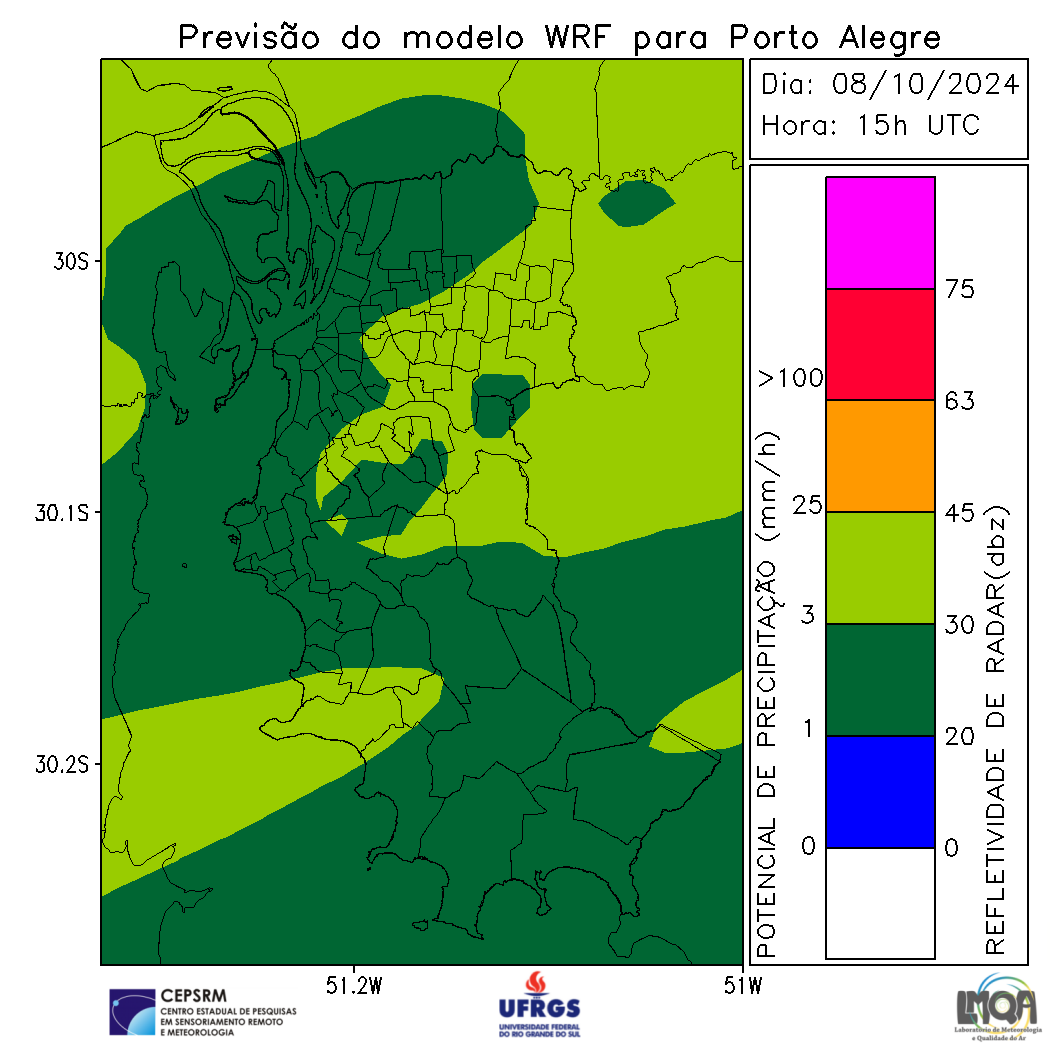 Previsão do modelo WRF para Porto Alegre
Dia: 08/10/2024
Hora: 15h UTC
30S
30.1S
30.2S
51.2W
51W
POTENCIAL DE PRECIPITAÇÃO (mm/h)
>100
25
3
1
0
75
63
45
30
20
0
REFLETIVIDADE DE RADAR(dbz)
CEPSRM
CENTRO ESTADUAL DE PESQUISAS
EM SENSORIAMENTO REMOTO
E METEOROLOGIA
UFRGS
UNIVERSIDADE FEDERAL
DO RIO GRANDE DO SUL
LMQA
Laboratório de Meteorologia
e Qualidade do Ar